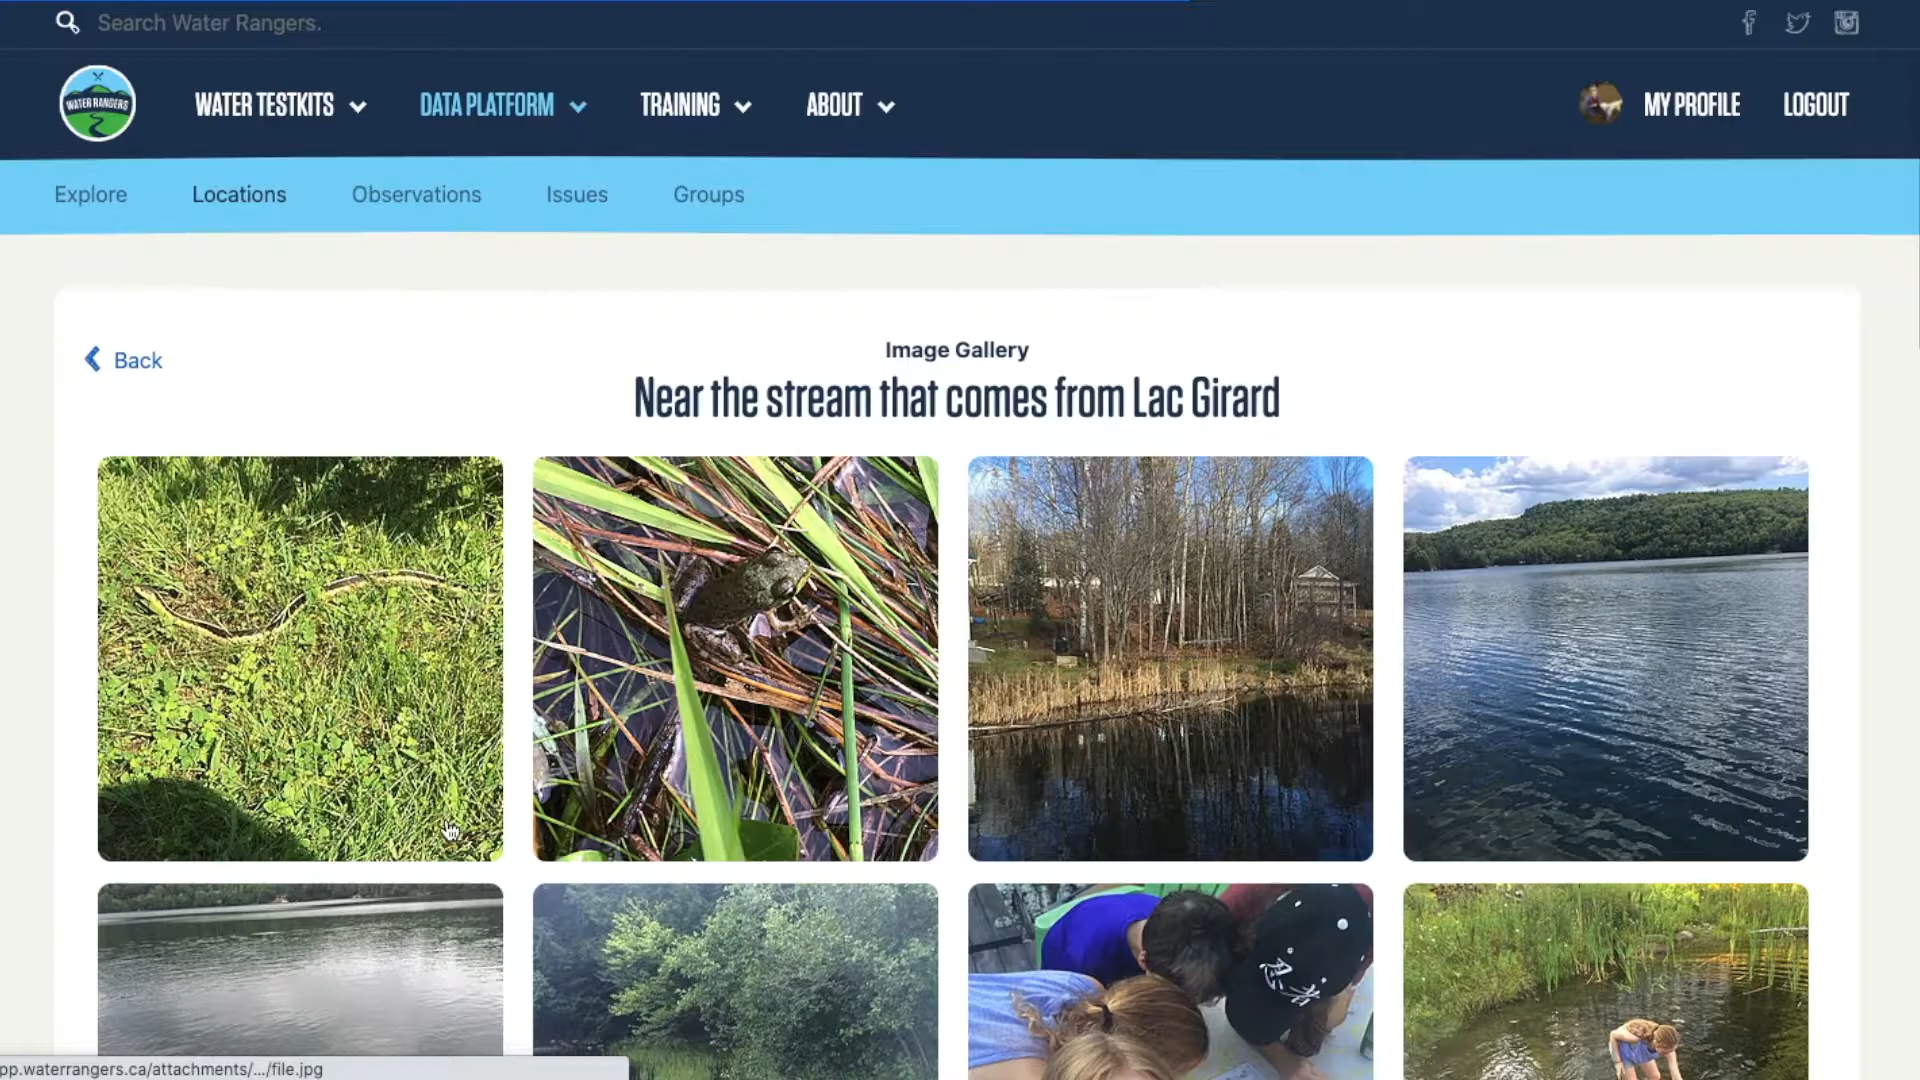 Search Water Rangers.
WATER RANGERS
WATER TESTKITS
DATA PLATFORM
TRAINING
ABOUT
MY PROFILE
LOGOUT
Explore
Locations
Observations
Issues
Groups
Back
Image Gallery
Near the stream that comes from Lac Girard
pp.waterrangers.ca/attachments/.../file.jpg